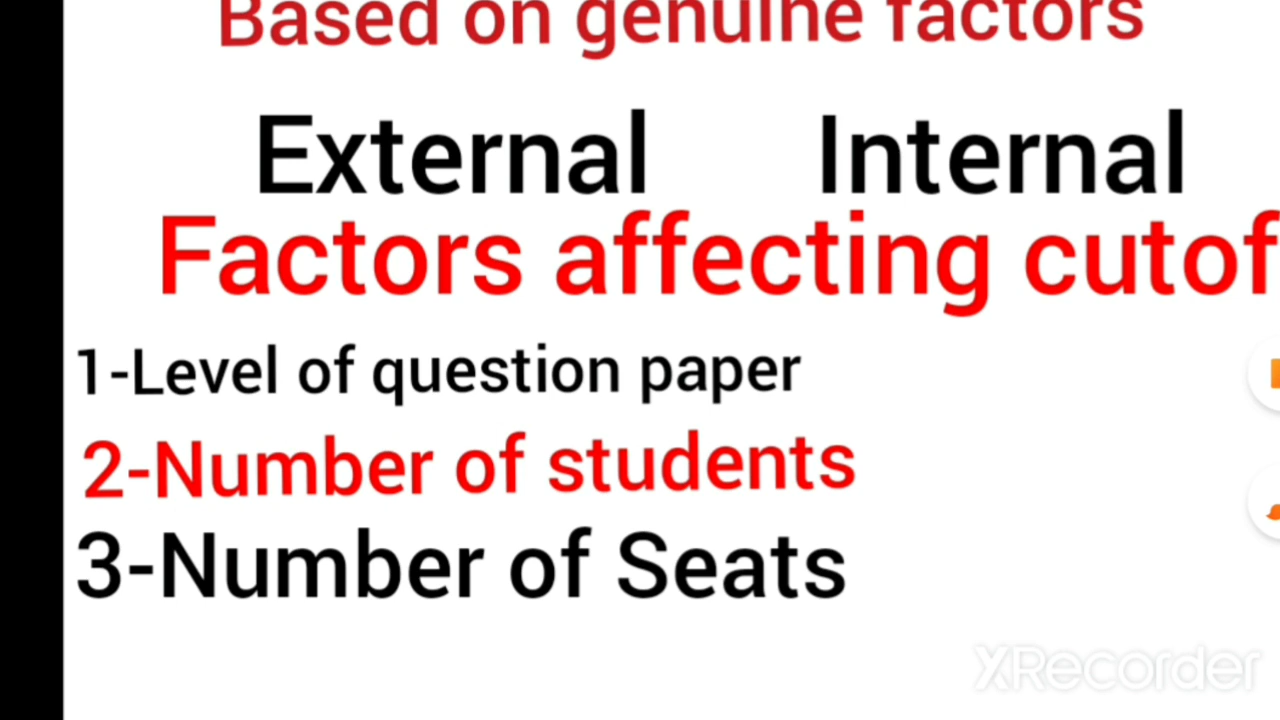 Based on genuine factors
External Internal
Factors affecting cutof
1-Level of question paper
2-Number of students
3-Number of Seats
XRecorder